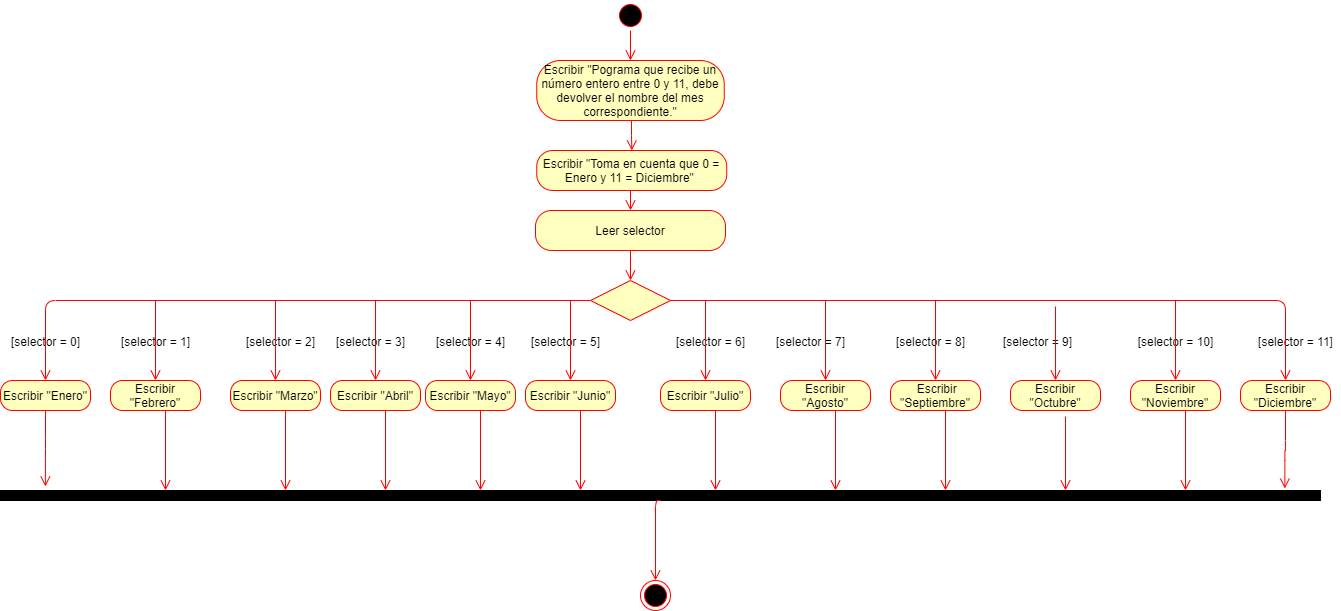 Escribir "Pograma que recibe un
número entero entre 0 y 11, debe
devolver el nombre del mes
correspondiente."
Escribir "Toma en cuenta que 0 =
Enero y 11 = Diciembre"
Leer selector
[selector = 0]
[selector = 1]
[selector = 2]
[selector = 3]
[selector = 4]
[selector = 5]
[selector = 6]
[selector = 7]
[selector = 8]
[selector = 9]
[selector = 10]
[selector = 11]
Escribir "Enero"
Escribir
"Febrero"
Escribir "Marzo"
Escribir "Abril"
Escribir "Mayo"
Escribir "Junio"
Escribir "Julio"
Escribir
"Agosto"
Escribir
"Septiembre"
Escribir
"Octubre"
Escribir
"Noviembre"
Escribir
"Diciembre"